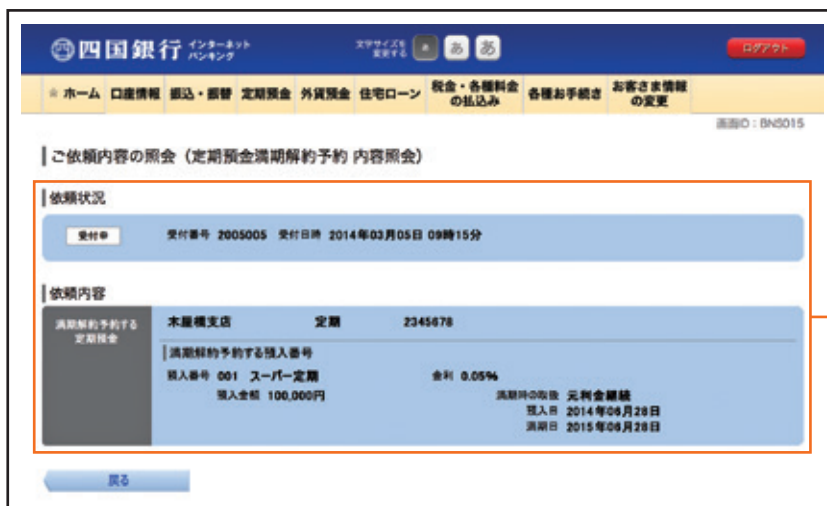 四国銀行 インターネットバンキング 文字サイズを変更する あ あ ログアウト
ホーム 口座情報 振込・振替 定期預金 外貨預金 住宅ローン 税金・各種料金の払込み 各種お手続き お客さま情報の変更
画面ID：BNS015
ご依頼内容の照会（定期預金満期解約予約 内容照会）
依頼状況
受付中 受付番号 2005005 受付日時 2014年03月05日 09時15分
依頼内容
満期解約予約する定期預金 木屋橋支店 定期 2345678
満期解約予約する預入番号
預入番号 001 スーパー定期 金利 0.05%
預入金額 100,000円 満期時の取扱 元利金継続
預入日 2014年06月28日
満期日 2015年06月28日
戻る